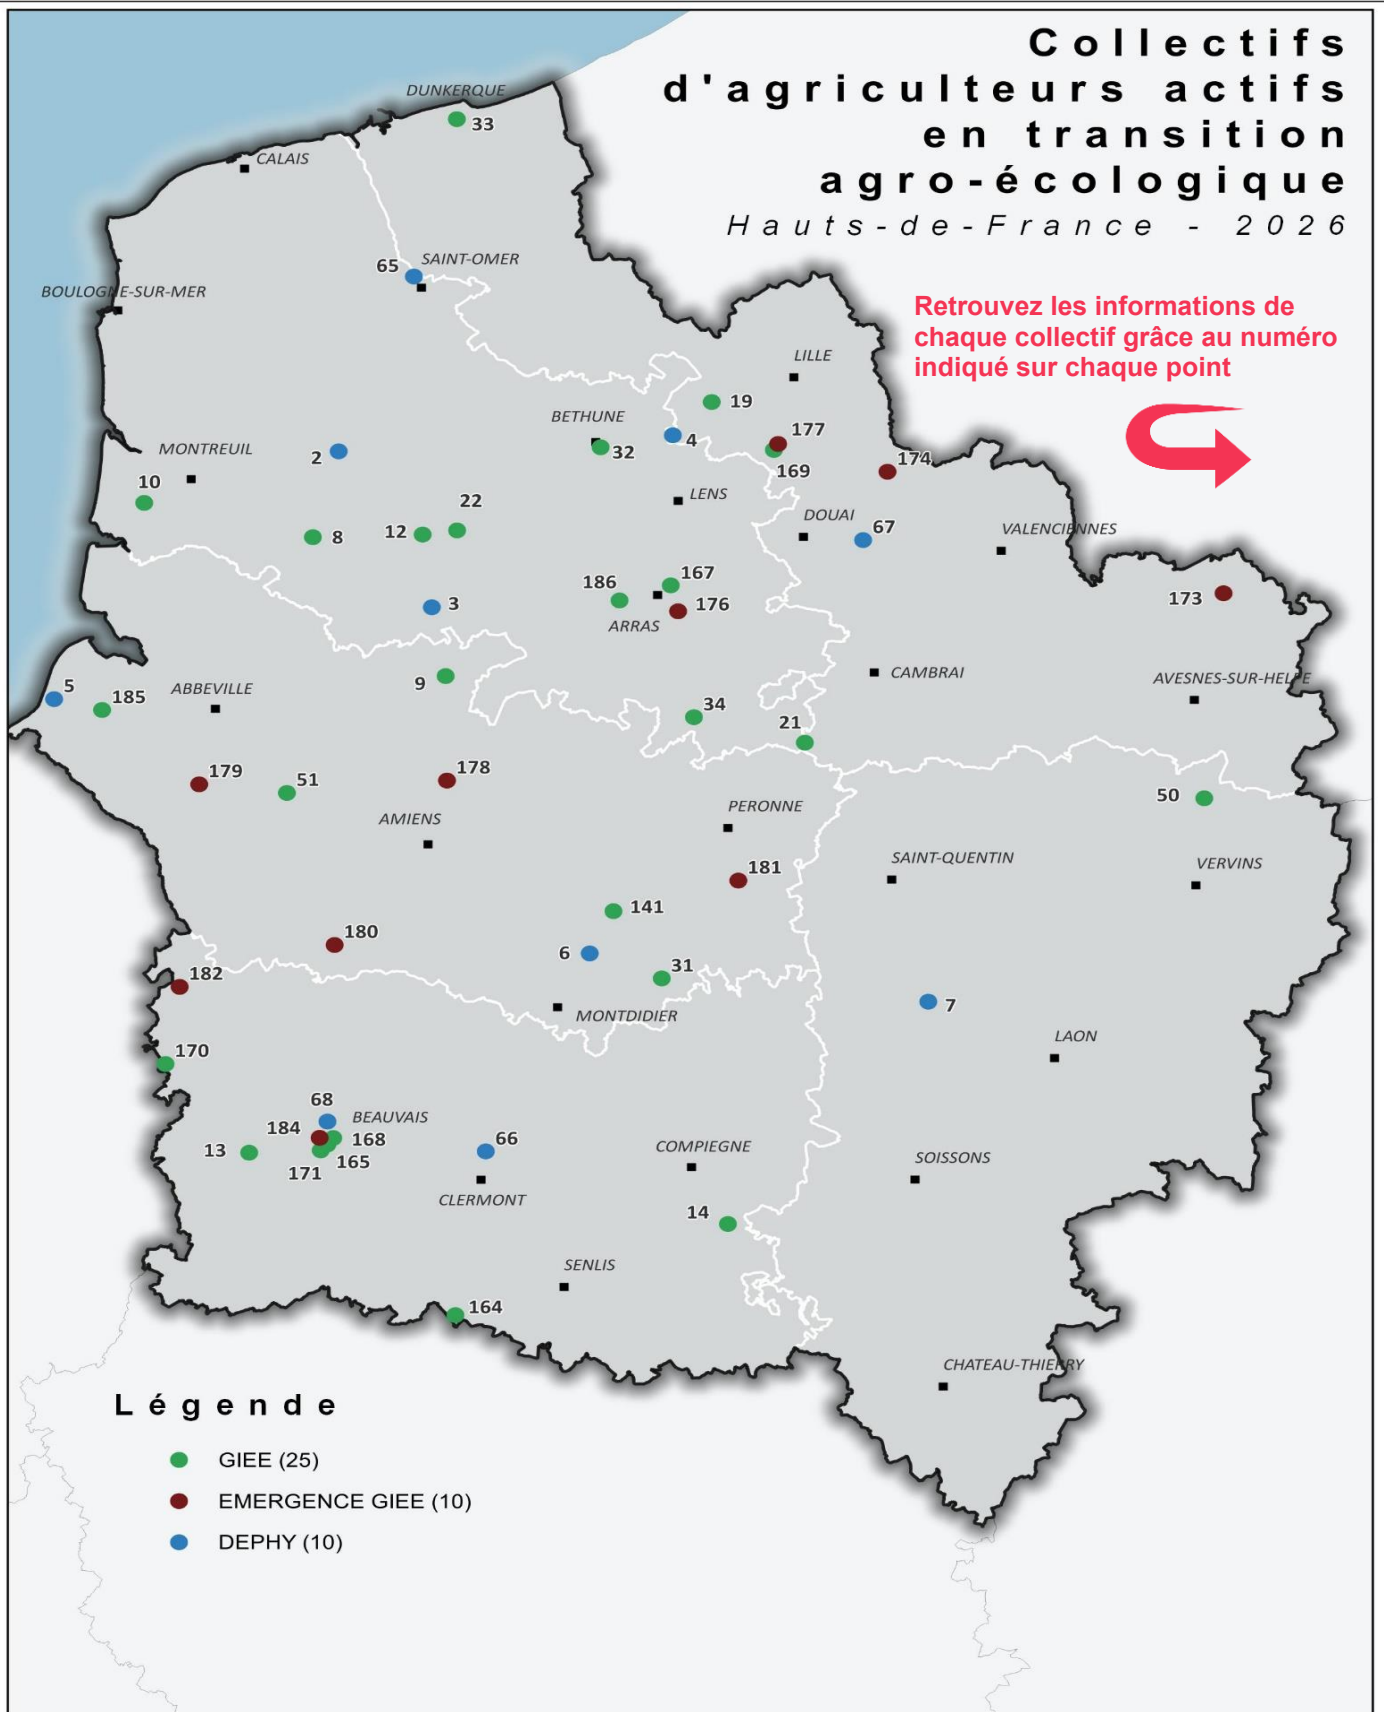 Collectifs
d'agriculteurs actifs
en transition
agro-écologique
Hauts-de-France - 2026
Retrouvez les informations de
chaque collectif grâce au numéro
indiqué sur chaque point
DUNKERQUE
33
CALAIS
65
SAINT-OMER
BOULOGNE-SUR-MER
LILLE
19
BETHUNE
177
4
32
MONTREUIL
2
169
174
10
LENS
22
DOUAI
67
VALENCIENNES
12
8
186
167
173
3
176
ARRAS
CAMBRAI
AVESNES-SUR-HELPE
5
185
ABBEVILLE
9
34
21
179
51
178
50
PERONNE
AMIENS
SAINT-QUENTIN
VERVINS
181
141
180
6
31
182
7
MONTDIDIER
LAON
170
68
BEAUVAIS
184
168
66
13
165
171
COMPIEGNE
SOISSONS
CLERMONT
14
SENLIS
164
CHATEAU-THIERRY
Légende
GIEE (25)
EMERGENCE GIEE (10)
DEPHY (10)